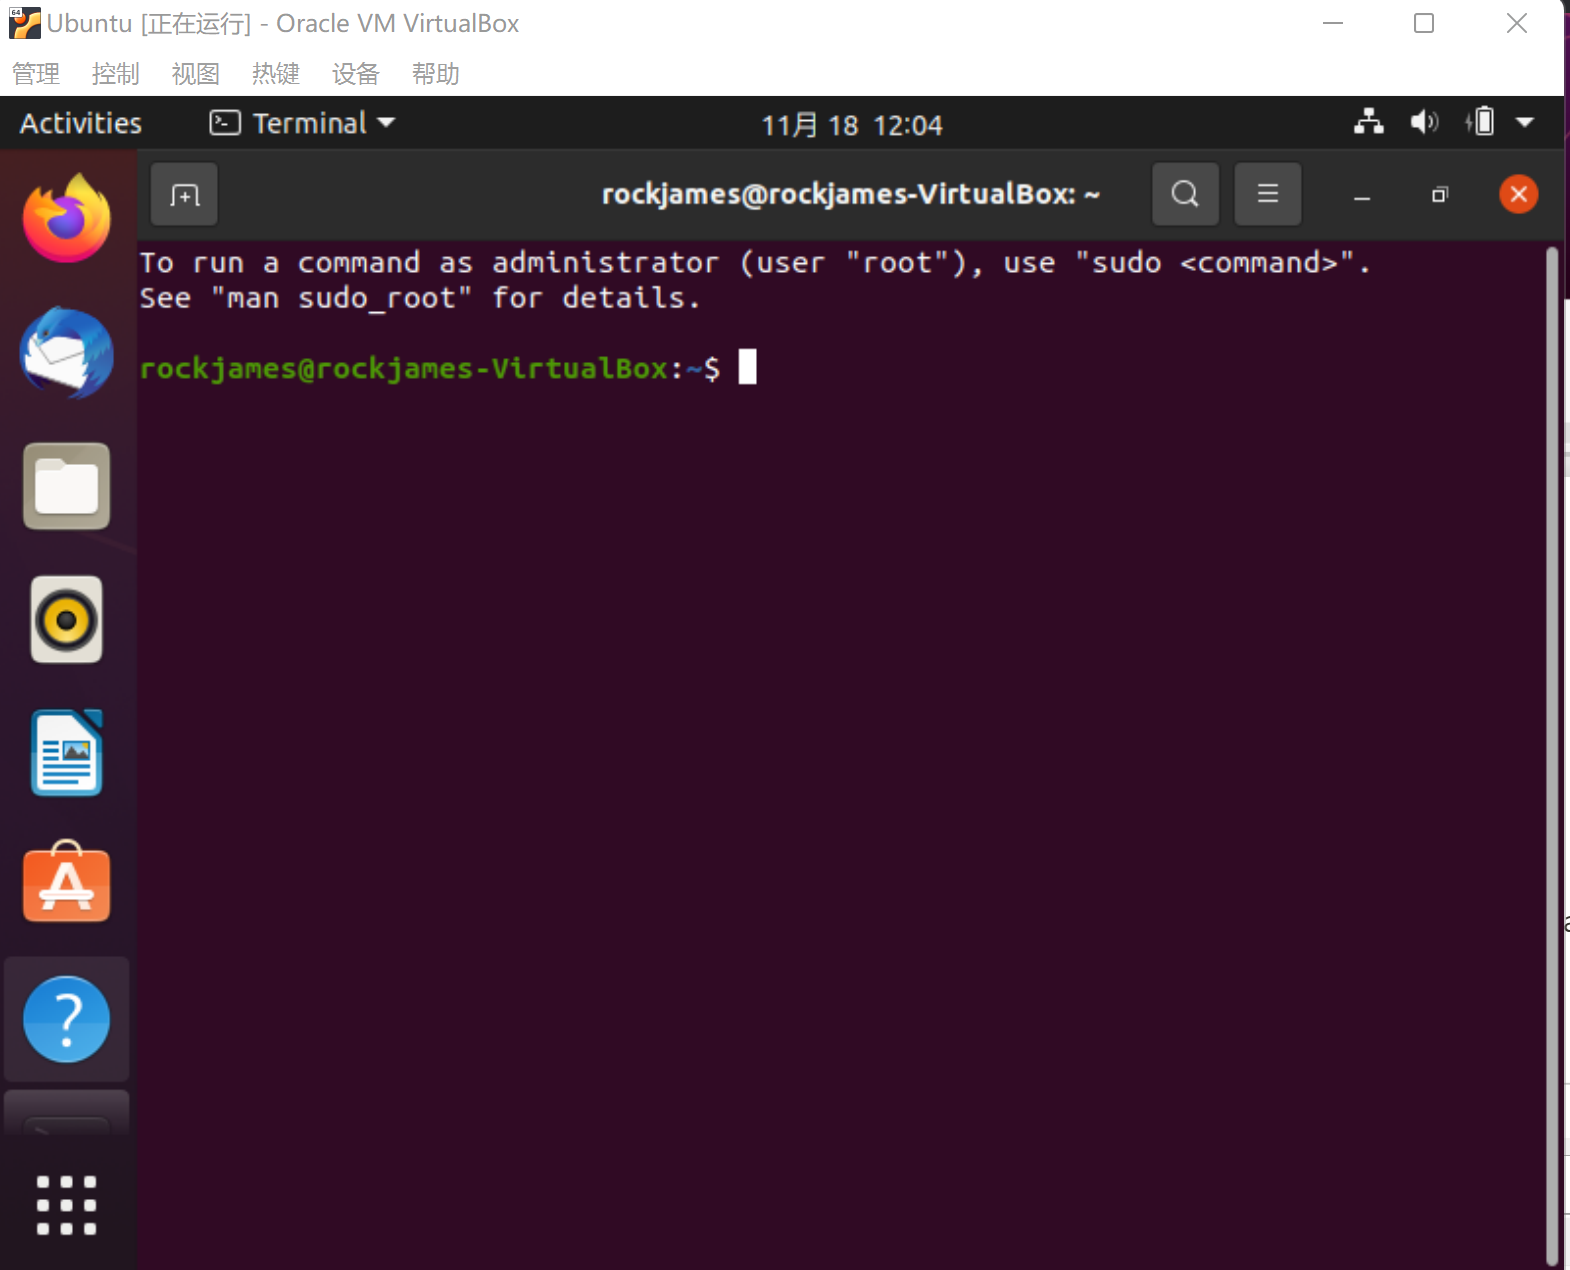 64
Ubuntu [正在运行] - Oracle VM VirtualBox
管理 控制 视图 热键 设备 帮助
Activities Terminal 11月 18 12:04
rockjames@rockjames-VirtualBox: ~
To run a command as administrator (user "root"), use "sudo <command>".
See "man sudo_root" for details.
rockjames@rockjames-VirtualBox:~$